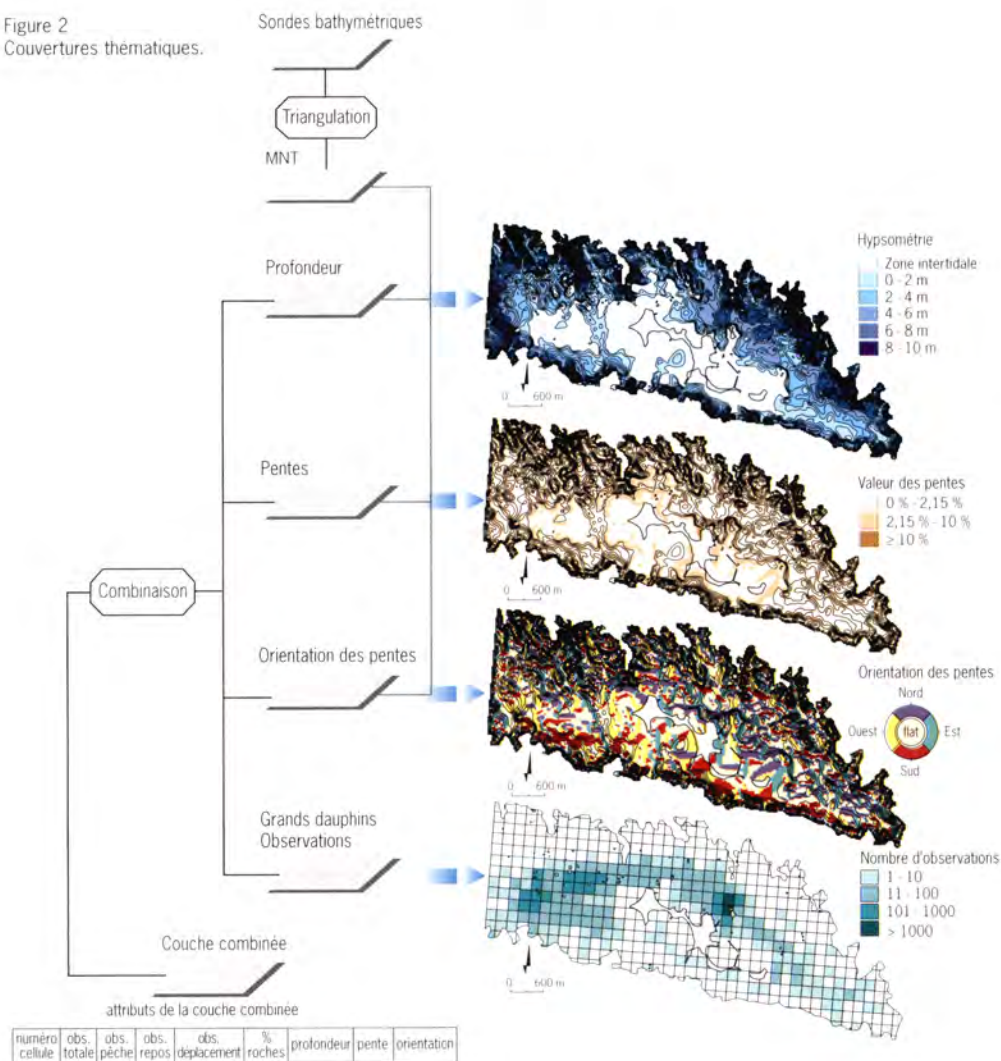 Figure 2
Couvertures thématiques.
Sondes bathymétriques
Triangulation
MNT
Profondeur
Hypsométrie
Zone intertidale
0 - 2 m
2 - 4 m
4 - 6 m
6 - 8 m
8 - 10 m
0 600 m
Pentes
Valeur des pentes
0 % - 2,15 %
2,15 % - 10 %
≥ 10 %
0 600 m
Combinaison
Orientation des pentes
Orientation des pentes
Nord
Ouest
flat
Est
Sud
0 600 m
Grands dauphins
Observations
Nombre d'observations
1 - 10
11 - 100
101 - 1000
> 1000
0 600 m
Couche combinée
attributs de la couche combinée
numéro cellule
obs. totale
obs. pêche
obs. repos
obs. déplacement
% roches
profondeur
pente
orientation